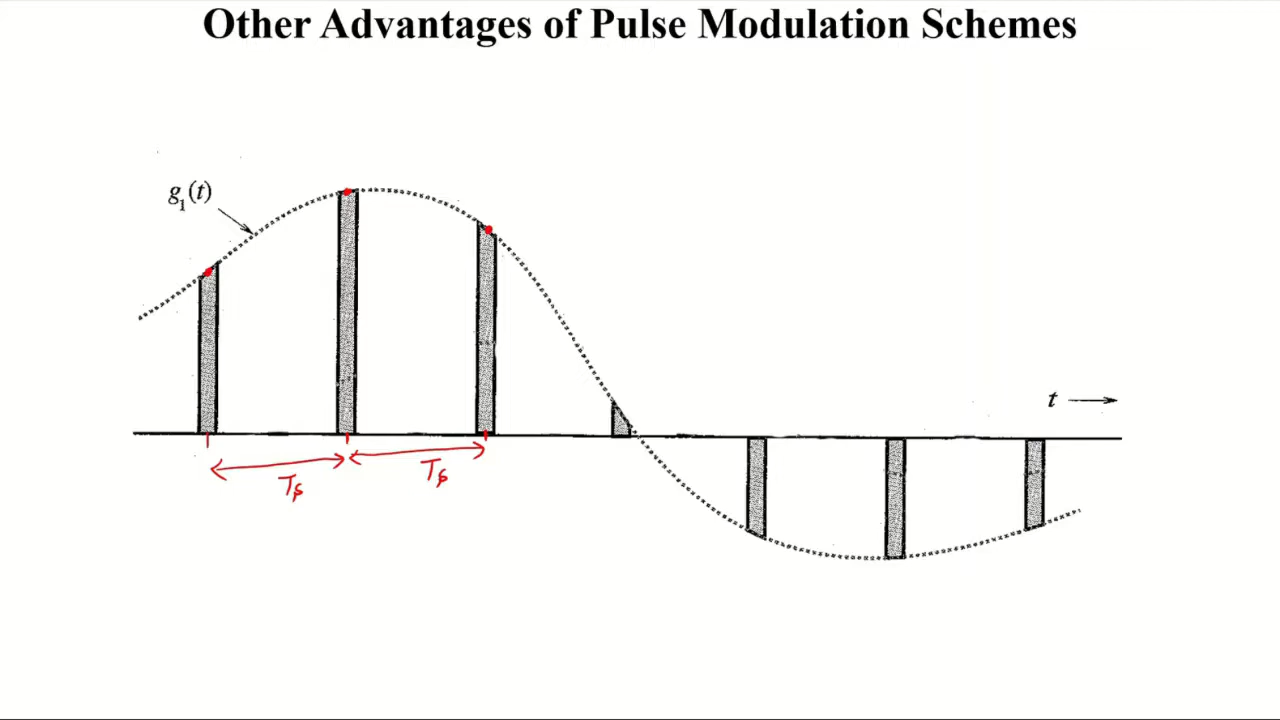 Other Advantages of Pulse Modulation Schemes
g₁(t)
t
Tₛ
Tₛ